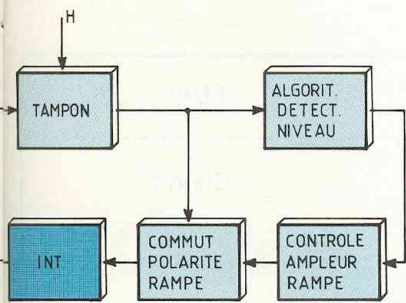 H
TAMPON
ALGORIT.
DETECT.
NIVEAU
INT
COMMUT
POLARITE
RAMPE
CONTROLE
AMPLEUR
RAMPE